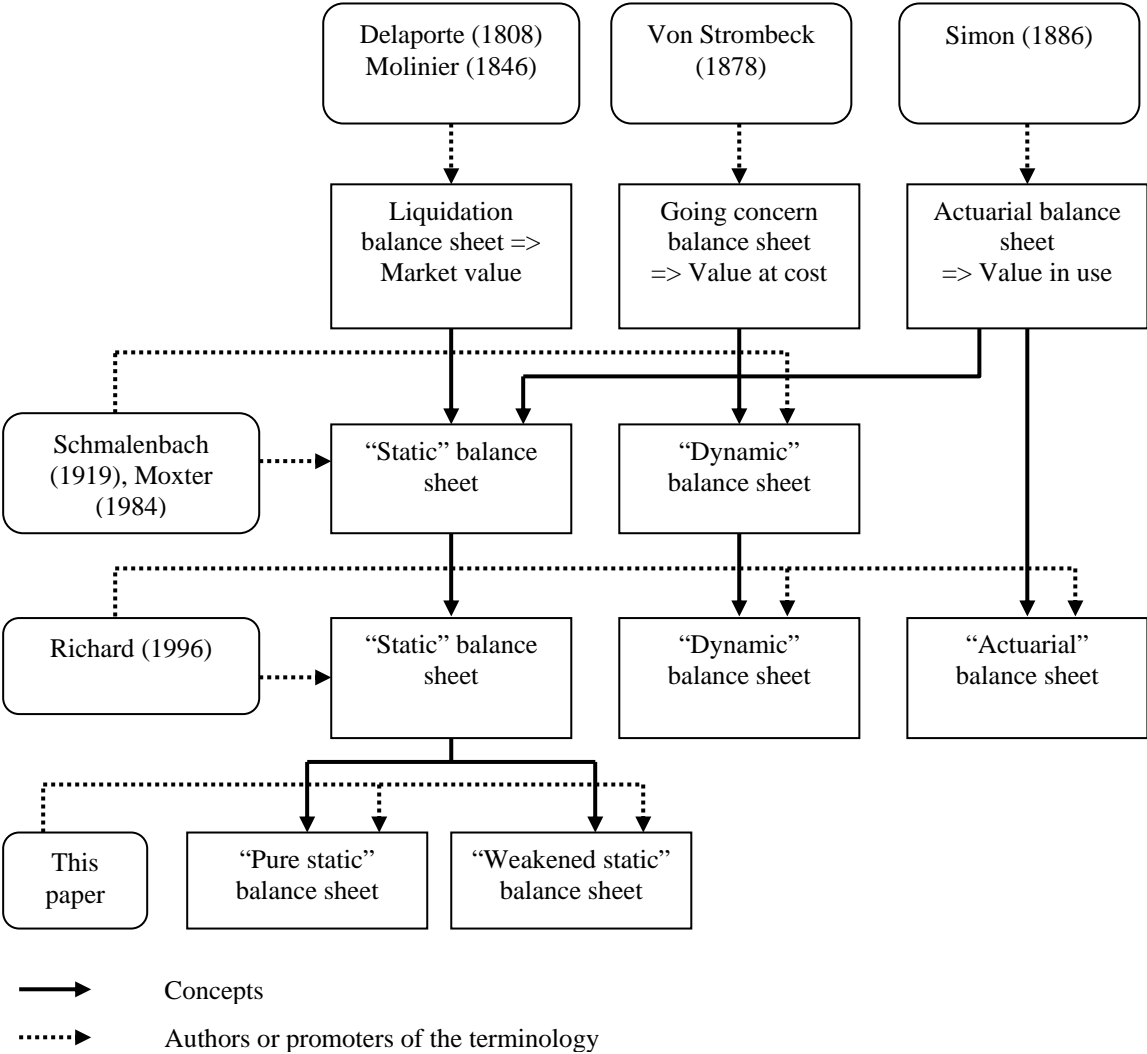 Delaporte (1808)
Molinier (1846)
Von Strombeck
(1878)
Simon (1886)
Liquidation
balance sheet =>
Market value
Going concern
balance sheet
=> Value at cost
Actuarial balance
sheet
=> Value in use
Schmalenbach
(1919), Moxter
(1984)
“Static” balance
sheet
“Dynamic”
balance sheet
Richard (1996)
“Static” balance
sheet
“Dynamic”
balance sheet
“Actuarial”
balance sheet
This
paper
“Pure static”
balance sheet
“Weakened static”
balance sheet
Concepts
Authors or promoters of the terminology